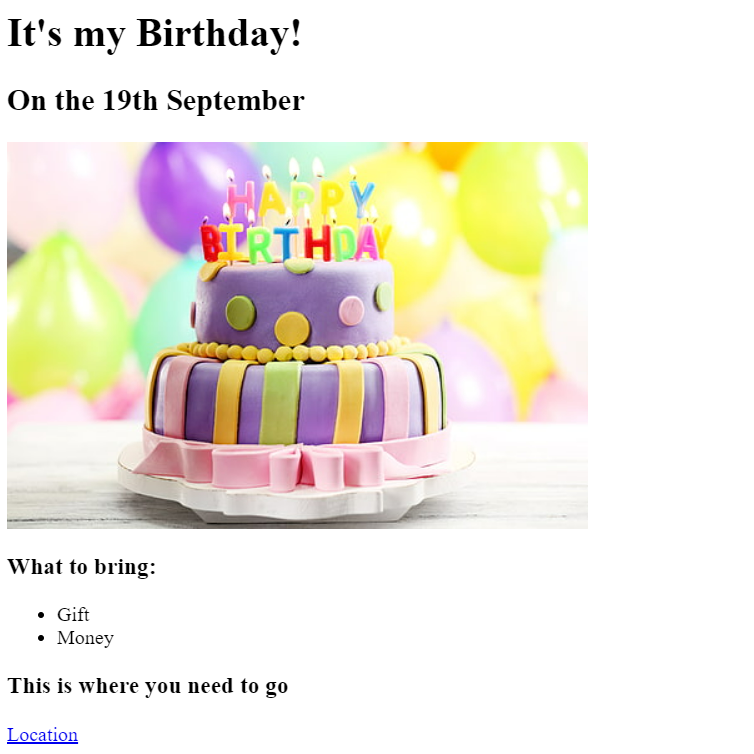 It's my Birthday!
On the 19th September
HAPPY
BIRTHDAY
What to bring:
Gift
Money
This is where you need to go
Location